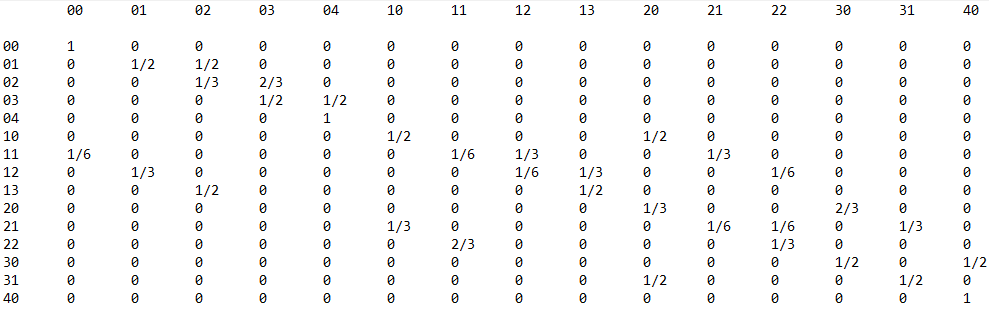 00 01 02 03 04 10 11 12 13 20 21 22 30 31 40
00 1 0 0 0 0 0 0 0 0 0 0 0 0 0 0
01 0 1/2 1/2 0 0 0 0 0 0 0 0 0 0 0 0
02 0 0 1/3 2/3 0 0 0 0 0 0 0 0 0 0 0
03 0 0 0 1/2 1/2 0 0 0 0 0 0 0 0 0 0
04 0 0 0 0 1 0 0 0 0 0 0 0 0 0 0
10 0 0 0 0 0 1/2 0 0 0 1/2 0 0 0 0 0
11 1/6 0 0 0 0 0 1/6 1/3 0 0 1/3 0 0 0 0
12 0 1/3 0 0 0 0 0 1/6 1/3 0 0 1/6 0 0 0
13 0 0 1/2 0 0 0 0 0 1/2 0 0 0 0 0 0
20 0 0 0 0 0 0 0 0 0 1/3 0 0 2/3 0 0
21 0 0 0 0 0 1/3 0 0 0 0 1/6 1/6 0 1/3 0
22 0 0 0 0 0 0 2/3 0 0 0 0 1/3 0 0 0
30 0 0 0 0 0 0 0 0 0 0 0 0 1/2 0 1/2
31 0 0 0 0 0 0 0 0 0 1/2 0 0 0 1/2 0
40 0 0 0 0 0 0 0 0 0 0 0 0 0 0 1